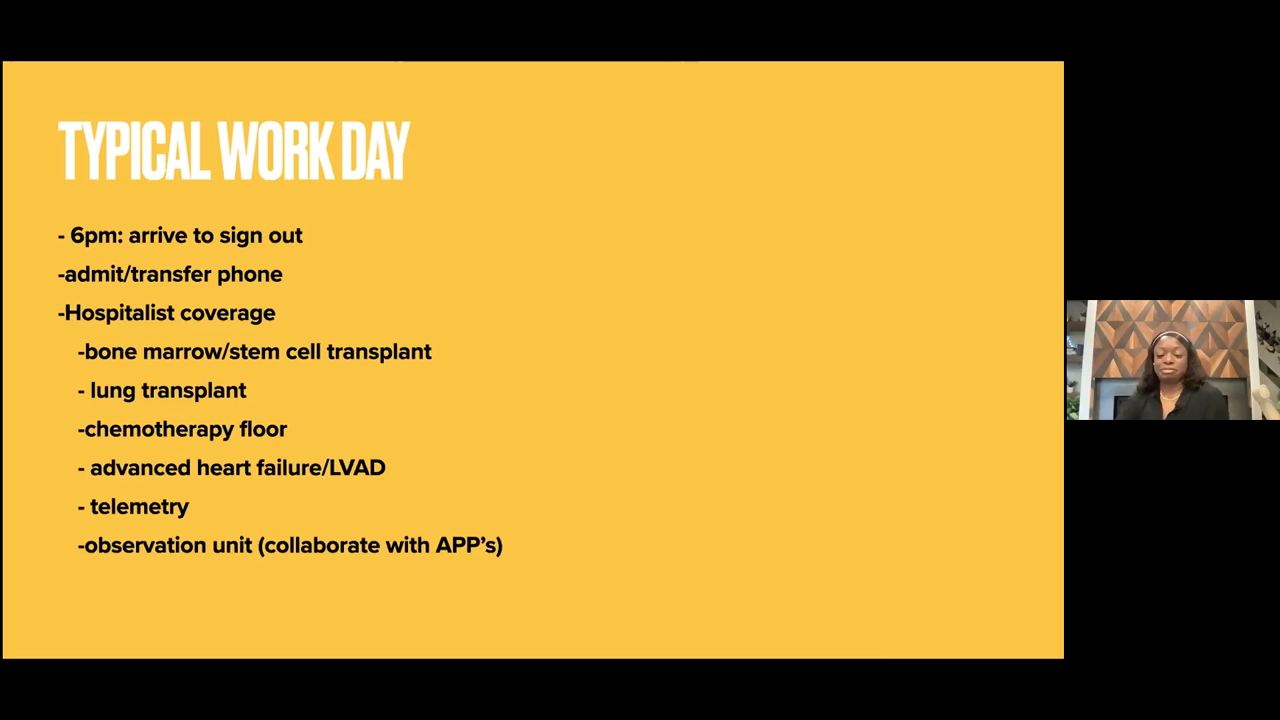 TYPICAL WORK DAY
- 6pm: arrive to sign out
-admit/transfer phone
-Hospitalist coverage
-bone marrow/stem cell transplant
- lung transplant
-chemotherapy floor
- advanced heart failure/LVAD
- telemetry
-observation unit (collaborate with APP’s)